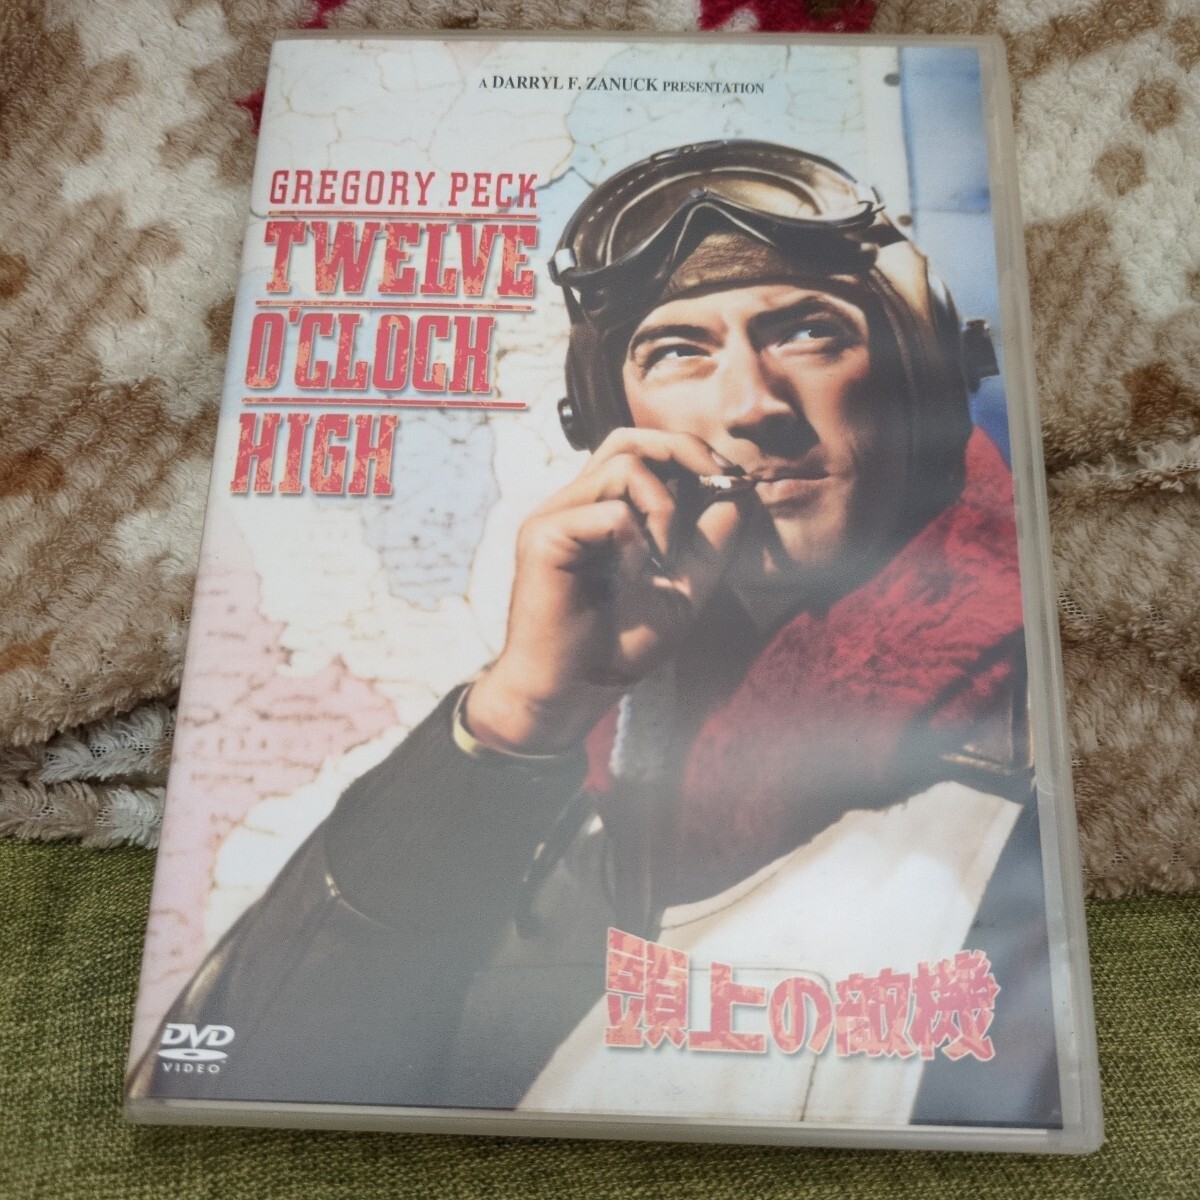 A DARRYL F. ZANUCK PRESENTATION
GREGORY PECK
TWELVE
O'CLOCK
HIGH
頭上の敵機
DVD
VIDEO